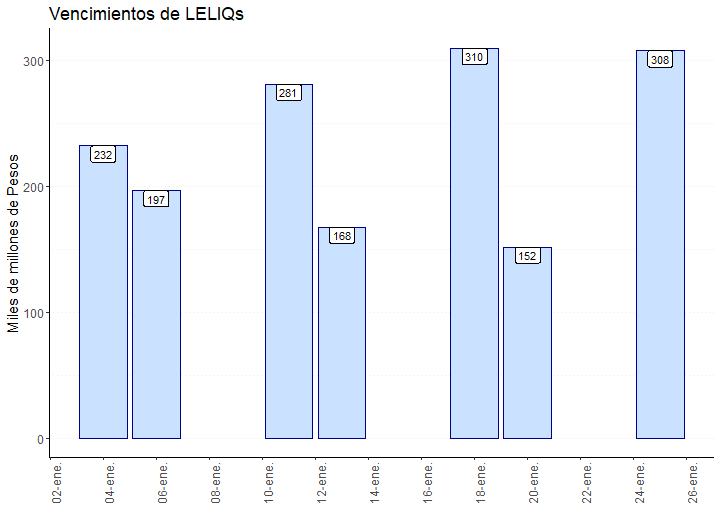 Vencimientos de LELIQs
Miles de millones de Pesos
300
200
100
0
232
197
281
168
310
152
308
02-ene.
04-ene.
06-ene.
08-ene.
10-ene.
12-ene.
14-ene.
16-ene.
18-ene.
20-ene.
22-ene.
24-ene.
26-ene.